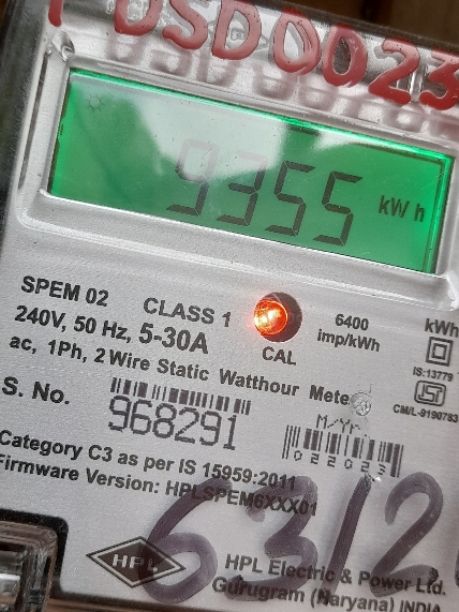 PDSD0023
9355 kWh
SPEM 02 CLASS 1
240V, 50 Hz, 5-30A
ac, 1Ph, 2 Wire Static Watthour Meter
CAL
6400
imp/kWh
kWh
IS:13779
CM/L-9190783
S. No.
968291
M/Yr.
022023
Category C3 as per IS 15959:2011
Firmware Version: HPLSPEM6XXX01
6312
HPL
HPL Electric & Power Ltd.
Gurugram (Haryana) INDIA